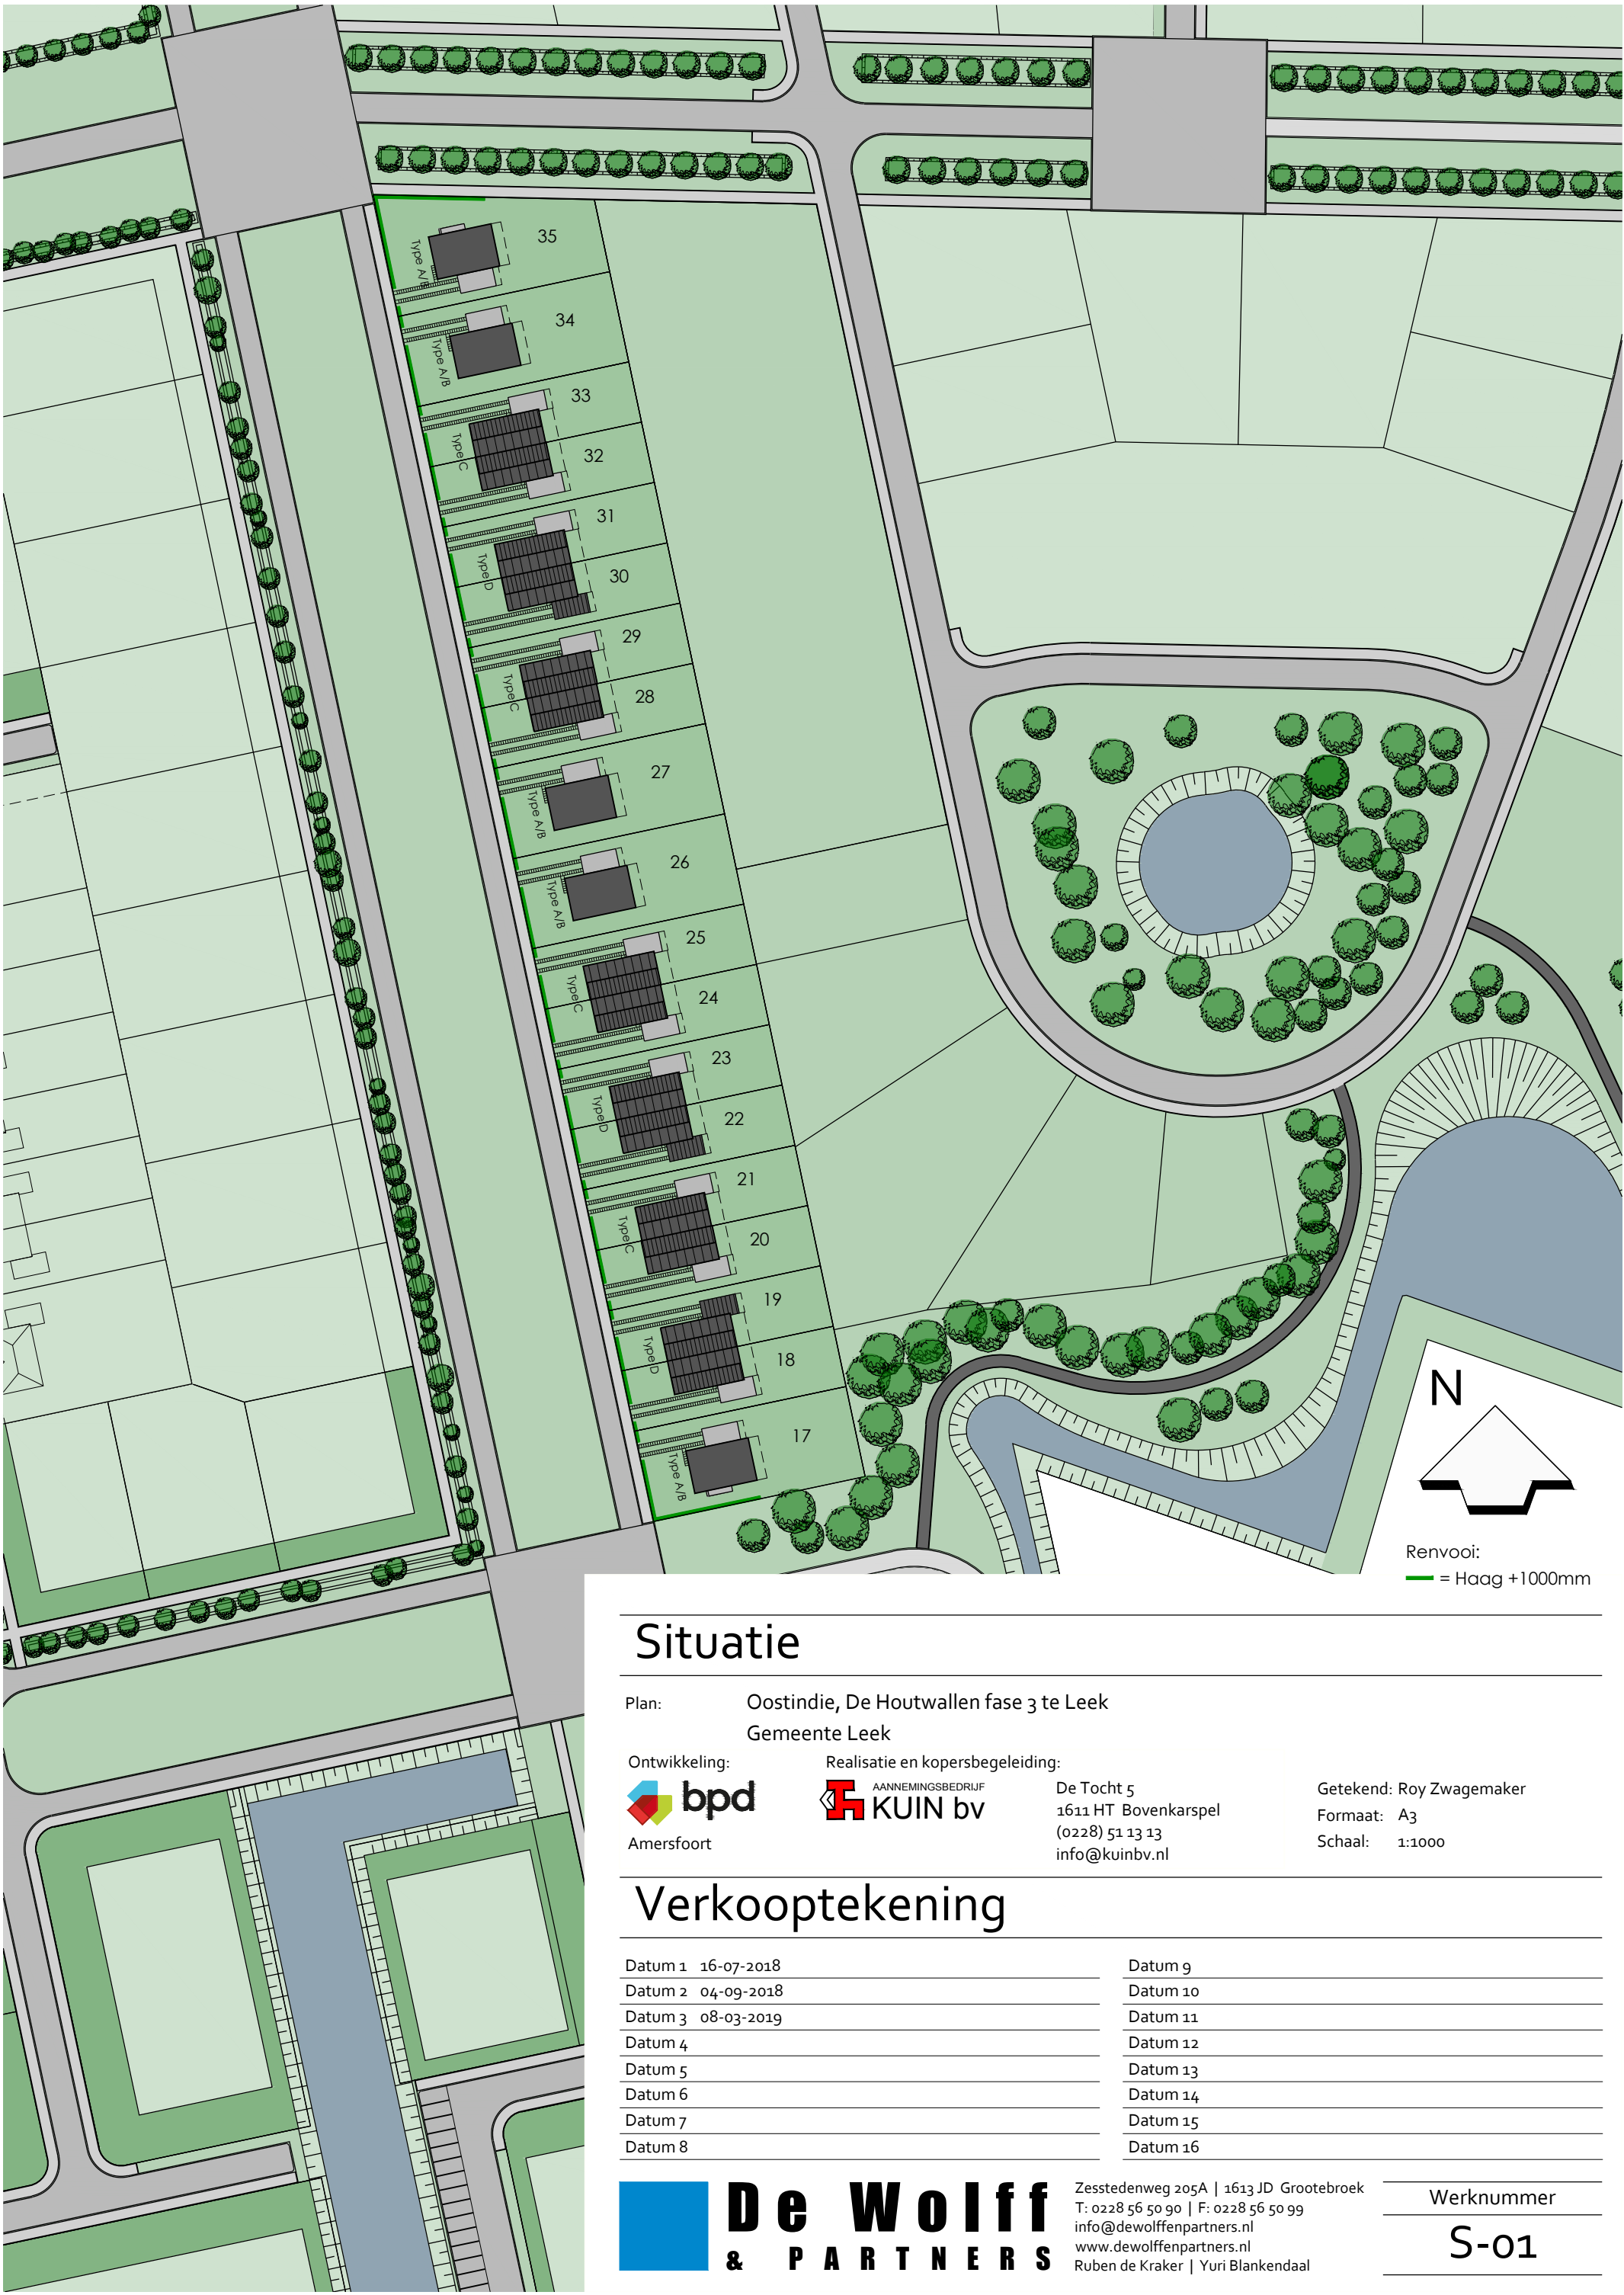 35
Type A/B
34
Type A/B
33
Type C
32
31
Type D
30
29
Type C
28
27
Type A/B
26
Type A/B
25
Type C
24
23
Type D
22
21
Type C
20
19
Type D
18
17
Type A/B
N
Renvooi:
= Haag +1000mm
Situatie
Plan: Oostindie, De Houtwallen fase 3 te Leek
Gemeente Leek
Ontwikkeling:
bpd
Amersfoort
Realisatie en kopersbegeleiding:
AANNEMINGSBEDRIJF
KUIN bv
De Tocht 5
1611 HT Bovenkarspel
(0228) 51 13 13
info@kuinbv.nl
Getekend: Roy Zwagemaker
Formaat: A3
Schaal: 1:1000
Verkooptekening
Datum 1 16-07-2018
Datum 2 04-09-2018
Datum 3 08-03-2019
Datum 4
Datum 5
Datum 6
Datum 7
Datum 8
Datum 9
Datum 10
Datum 11
Datum 12
Datum 13
Datum 14
Datum 15
Datum 16
De Wolff
& PARTNERS
Zesstedenweg 205A | 1613 JD Grootebroek
T: 0228 56 50 90 | F: 0228 56 50 99
info@dewolffenpartners.nl
www.dewolffenpartners.nl
Ruben de Kraker | Yuri Blankendaal
Werknummer
S-01